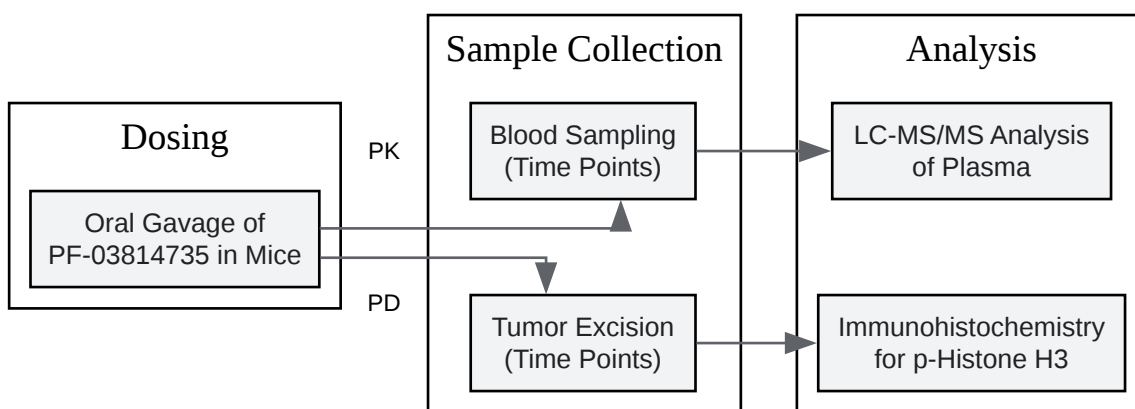 Dosing
Oral Gavage of
PF-03814735 in Mice
PK
PD
Sample Collection
Blood Sampling
(Time Points)
Tumor Excision
(Time Points)
Analysis
LC-MS/MS Analysis
of Plasma
Immunohistochemistry
for p-Histone H3